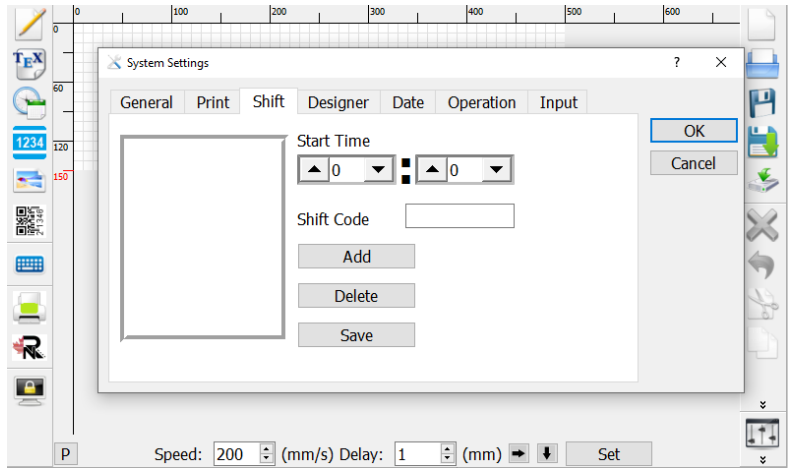 0 100 200 300 400 500 600
0
TEX
System Settings ? ×
60
General Print Shift Designer Date Operation Input
OK
Start Time
1234
120
Cancel
0 : 0
150
Shift Code
21346
Add
Delete
Save
R
P Speed: 200 (mm/s) Delay: 1 (mm) Set